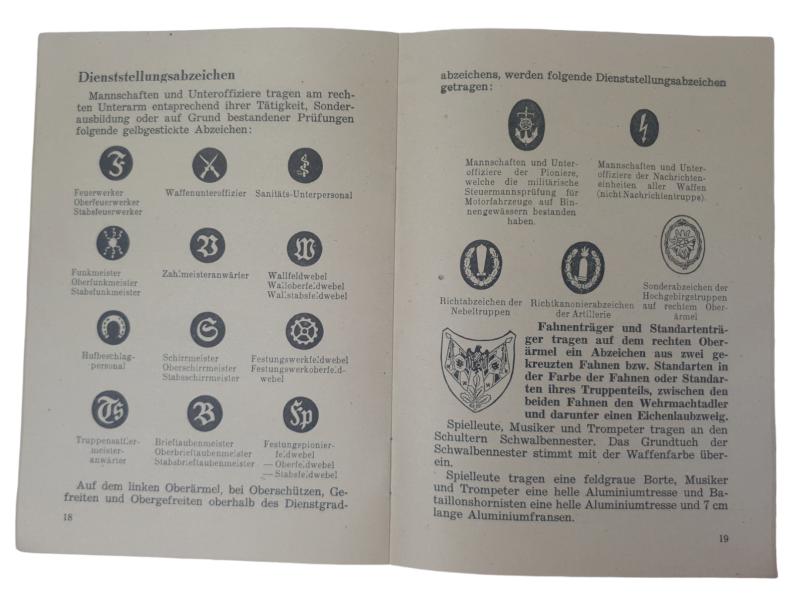 Dienststellungsabzeichen
Mannschaften und Unteroffiziere tragen am rech-
ten Unterarm entsprechend ihrer Tätigkeit, Sonder-
ausbildung oder auf Grund bestandener Prüfungen
folgende gelbgestickte Abzeichen:
F
Feuerwerker
Oberfeuerwerker
Stabsfeuerwerker
Waffenunteroffizier
Sanitäts-Unterpersonal
Funkmeister
Oberfunkmeister
Stabsfunkmeister
V
Zahlmeisteranwärter
W
Wallfeldwebel
Walloberfeldwebel
Wallstabsfeldwebel
Hufbeschlag-
personal
S
Schirrmeister
Oberschirrmeister
Stabsschirrmeister
Festungswerkfeldwebel
Festungswerkoberfeld-
webel
Ts
Truppensattler-
meister-
anwärter
B
Brieftaubenmeister
Oberbrieftaubenmeister
Stabsbrieftaubenmeister
Fp
Festungspionier-
feldwebel
— Oberfeldwebel
— Stabsfeldwebel
Auf dem linken Oberärmel, bei Oberschützen, Ge-
freiten und Obergefreiten oberhalb des Dienstgrad-
18
abzeichens, werden folgende Dienststellungsabzeichen
getragen:
Mannschaften und Unter-
offiziere der Pioniere,
welche die militärische
Steuermannsprüfung für
Motorfahrzeuge auf Bin-
nengewässern bestanden
haben.
Mannschaften und Unter-
offiziere der Nachrichten-
einheiten aller Waffen
(nicht Nachrichtentruppe).
Richtabzeichen der
Nebeltruppen
Richtkanonierabzeichen
der Artillerie
Sonderabzeichen der
Hochgebirgstruppen
auf rechtem Ober-
ärmel
Fahnenträger und Standartenträ-
ger tragen auf dem rechten Ober-
ärmel ein Abzeichen aus zwei ge-
kreuzten Fahnen bzw. Standarten in
der Farbe der Fahnen oder Standar-
ten ihres Truppenteils, zwischen den
beiden Fahnen den Wehrmachtadler
und darunter einen Eichenlaubzweig.
Spielleute, Musiker und Trompeter tragen an den
Schultern Schwalbennester. Das Grundtuch der
Schwalbennester stimmt mit der Waffenfarbe über-
ein.
Spielleute tragen eine feldgraue Borte, Musiker
und Trompeter eine helle Aluminiumtresse und Ba-
taillonshornisten eine helle Aluminiumtresse und 7 cm
lange Aluminiumfransen.
19